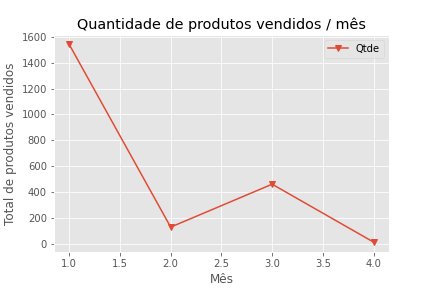 Quantidade de produtos vendidos / mês
Qtde
Total de produtos vendidos
1600
1400
1200
1000
800
600
400
200
0
1.0 1.5 2.0 2.5 3.0 3.5 4.0
Mês